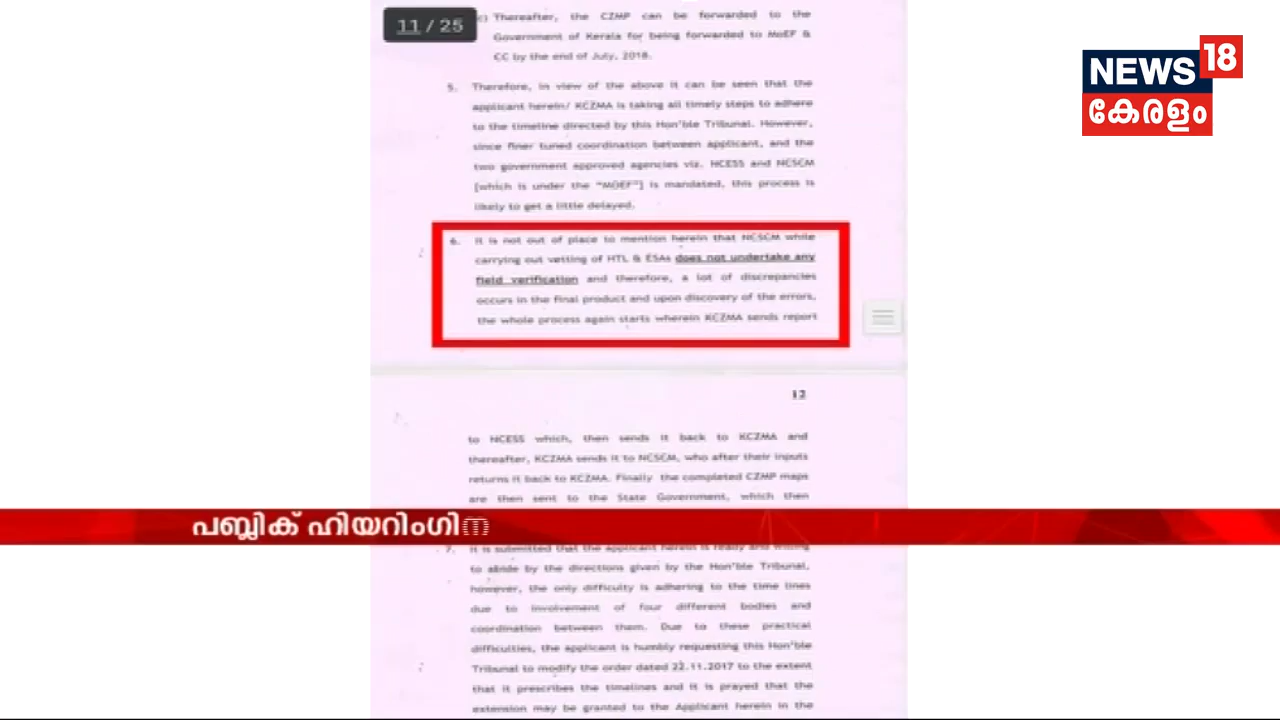 11 / 25
c) Thereafter, the CZMP can be forwarded to the
Government of Kerala for being forwarded to MoEF &
CC by the end of July, 2018.
5. Therefore, in view of the above it can be seen that the
applicant herein/ KCZMA is taking all timely steps to adhere
to the timeline directed by this Hon'ble Tribunal. However,
since finer tuned coordination between applicant, and the
two government approved agencies viz. NCESS and NCSCM
[which is under the "MOEF"] is mandated, this process is
likely to get a little delayed.
6. It is not out of place to mention herein that NCSCM while
carrying out vetting of HTL & ESAs does not undertake any
field verification and therefore, a lot of discrepancies
occurs in the final product and upon discovery of the errors,
the whole process again starts wherein KCZMA sends report
12
to NCESS which, then sends it back to KCZMA and
thereafter, KCZMA sends it to NCSCM, who after their inputs
returns it back to KCZMA. Finally the completed CZMP maps
are then sent to the State Government, which then
പബ്ലിക് ഹിയറിംഗിന
7. It is submitted that the applicant herein is ready and willing
to abide by the directions given by the Hon'ble Tribunal,
however, the only difficulty is adhering to the time lines
due to involvement of four different bodies and
coordination between them. Due to these practical
difficulties, the applicant is humbly requesting this Hon'ble
Tribunal to modify the order dated 22.11.2017 to the extent
that it prescribes the timelines and it is prayed that the
extension may be granted to the Applicant herein in the
NEWS 18
കേരളം